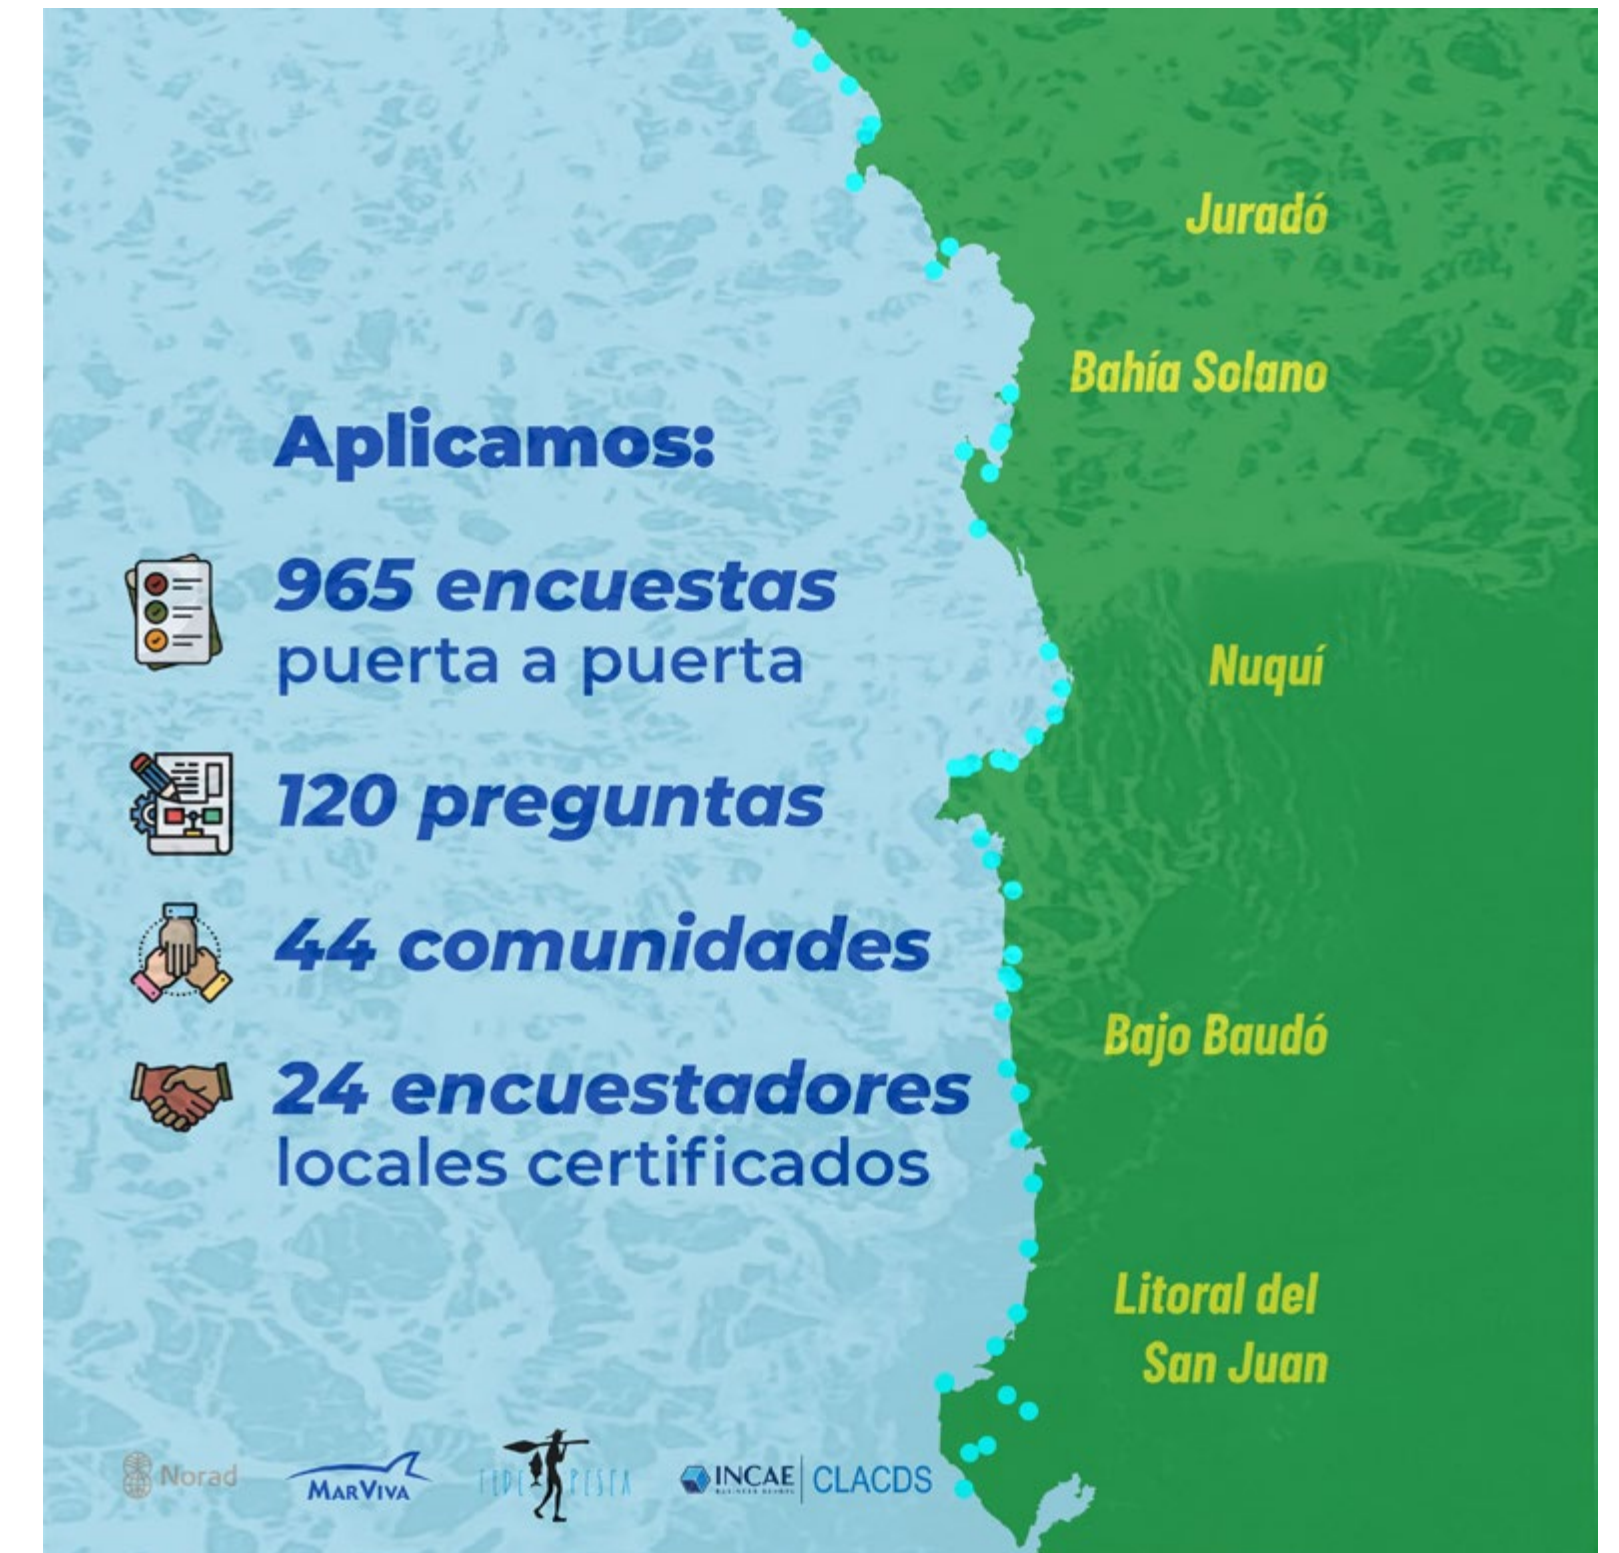 Aplicamos:
965 encuestas
puerta a puerta
120 preguntas
44 comunidades
24 encuestadores
locales certificados
Juradó
Bahía Solano
Nuquí
Bajo Baudó
Litoral del
San Juan
Norad
MARVIVA
FEDEPESCA
INCAE
CLACDS